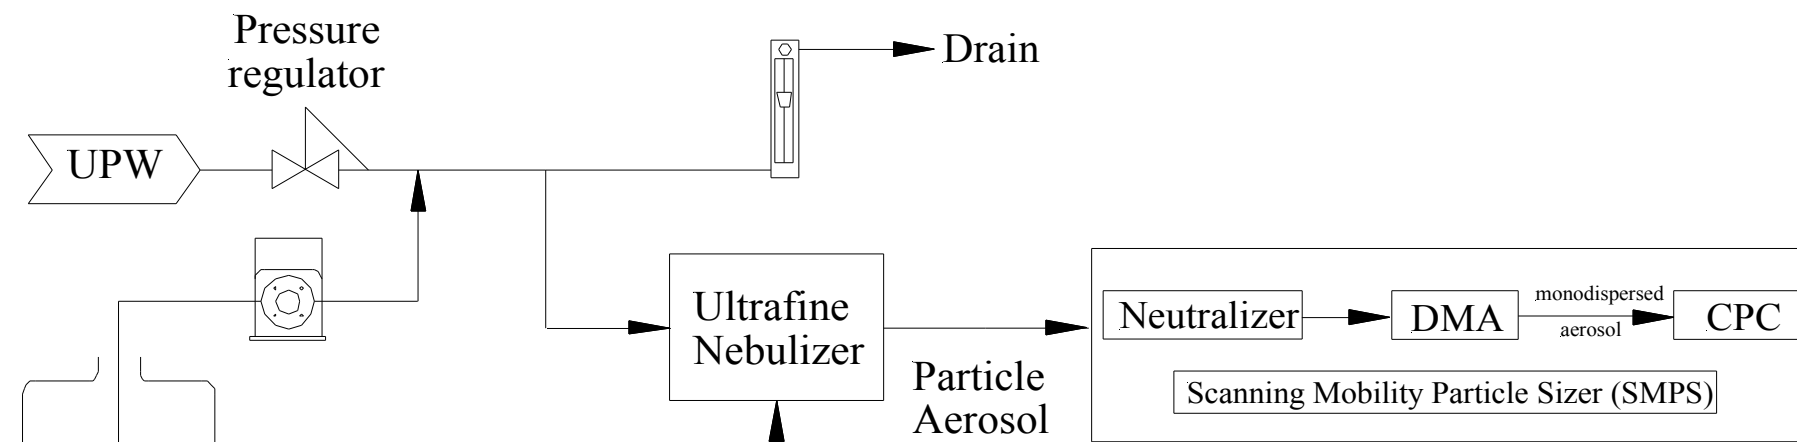 Pressure
regulator
Drain
UPW
Ultrafine
Nebulizer
Particle
Aerosol
Neutralizer
DMA
monodispersed
aerosol
CPC
Scanning Mobility Particle Sizer (SMPS)